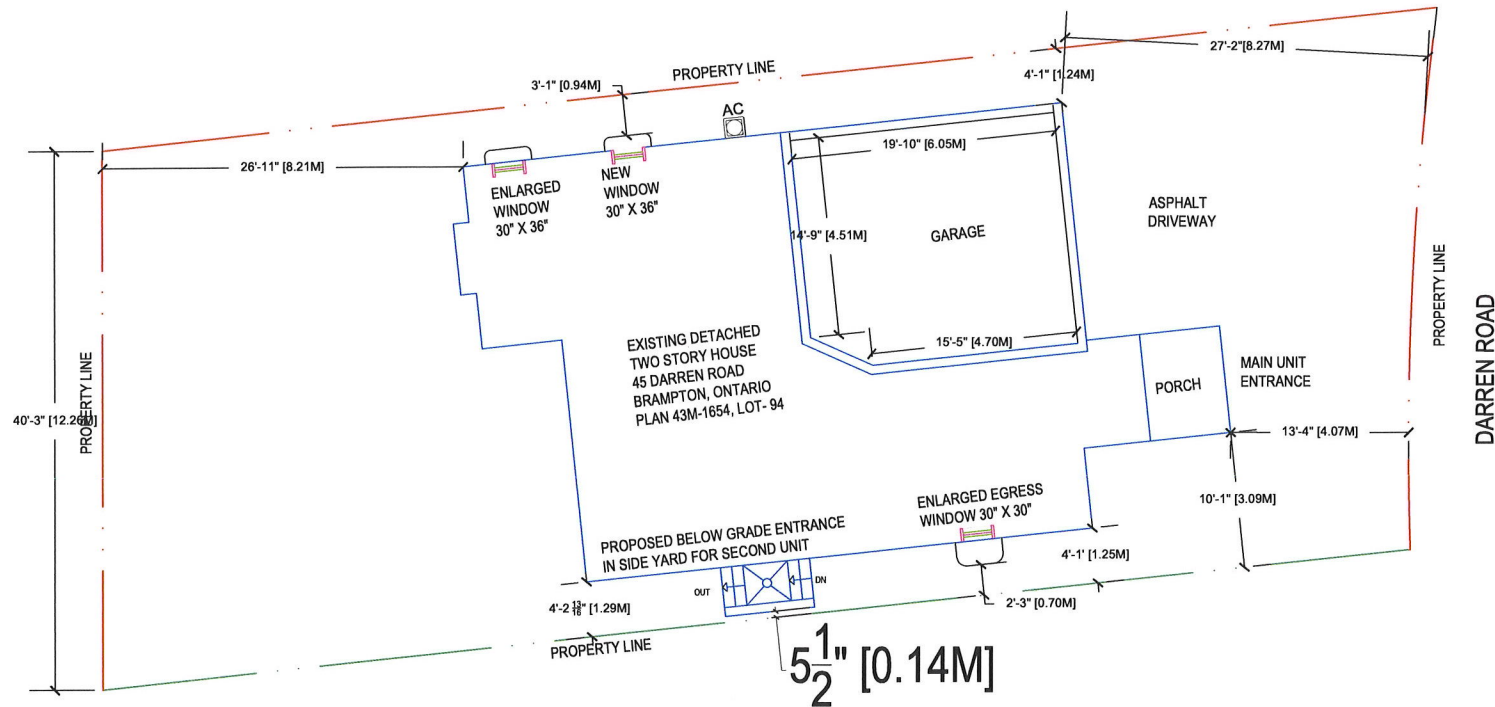 27'-2"[8.27M]
PROPERTY LINE
4'-1" [1.24M]
3'-1" [0.94M]
AC
19'-10" [6.05M]
26'-11" [8.21M]
NEW
WINDOW
30" X 36"
ENLARGED
WINDOW
30" X 36"
ASPHALT
DRIVEWAY
14'-9" [4.51M]
GARAGE
PROPERTY LINE
DARREN ROAD
EXISTING DETACHED
TWO STORY HOUSE
45 DARREN ROAD
BRAMPTON, ONTARIO
PLAN 43M-1654, LOT- 94
15'-5" [4.70M]
PORCH
MAIN UNIT
ENTRANCE
PROPERTY LINE
40'-3" [12.26M]
13'-4" [4.07M]
ENLARGED EGRESS
WINDOW 30" X 30"
10'-1" [3.09M]
PROPOSED BELOW GRADE ENTRANCE
IN SIDE YARD FOR SECOND UNIT
4'-1' [1.25M]
OUT
DN
4'-2 13/16" [1.29M]
2'-3" [0.70M]
PROPERTY LINE
5 1/2" [0.14M]